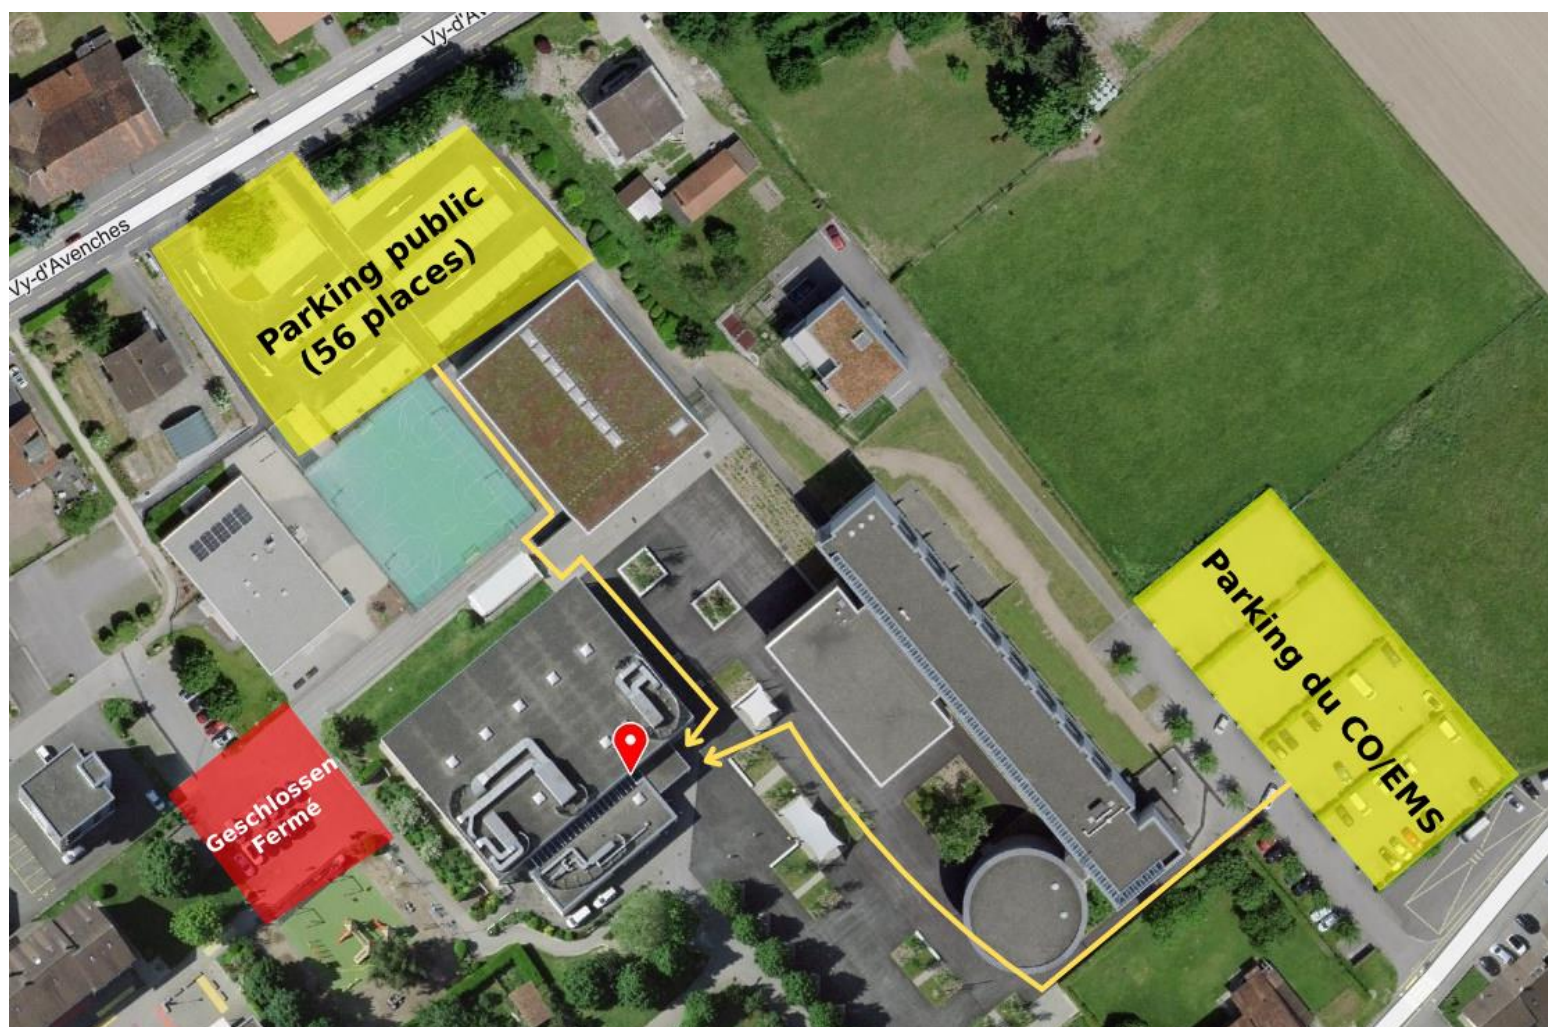 Vy-d'Av
Vy-d'Avenches
Parking public
(56 places)
Parking du CO/EMS
Geschlossen
Fermé